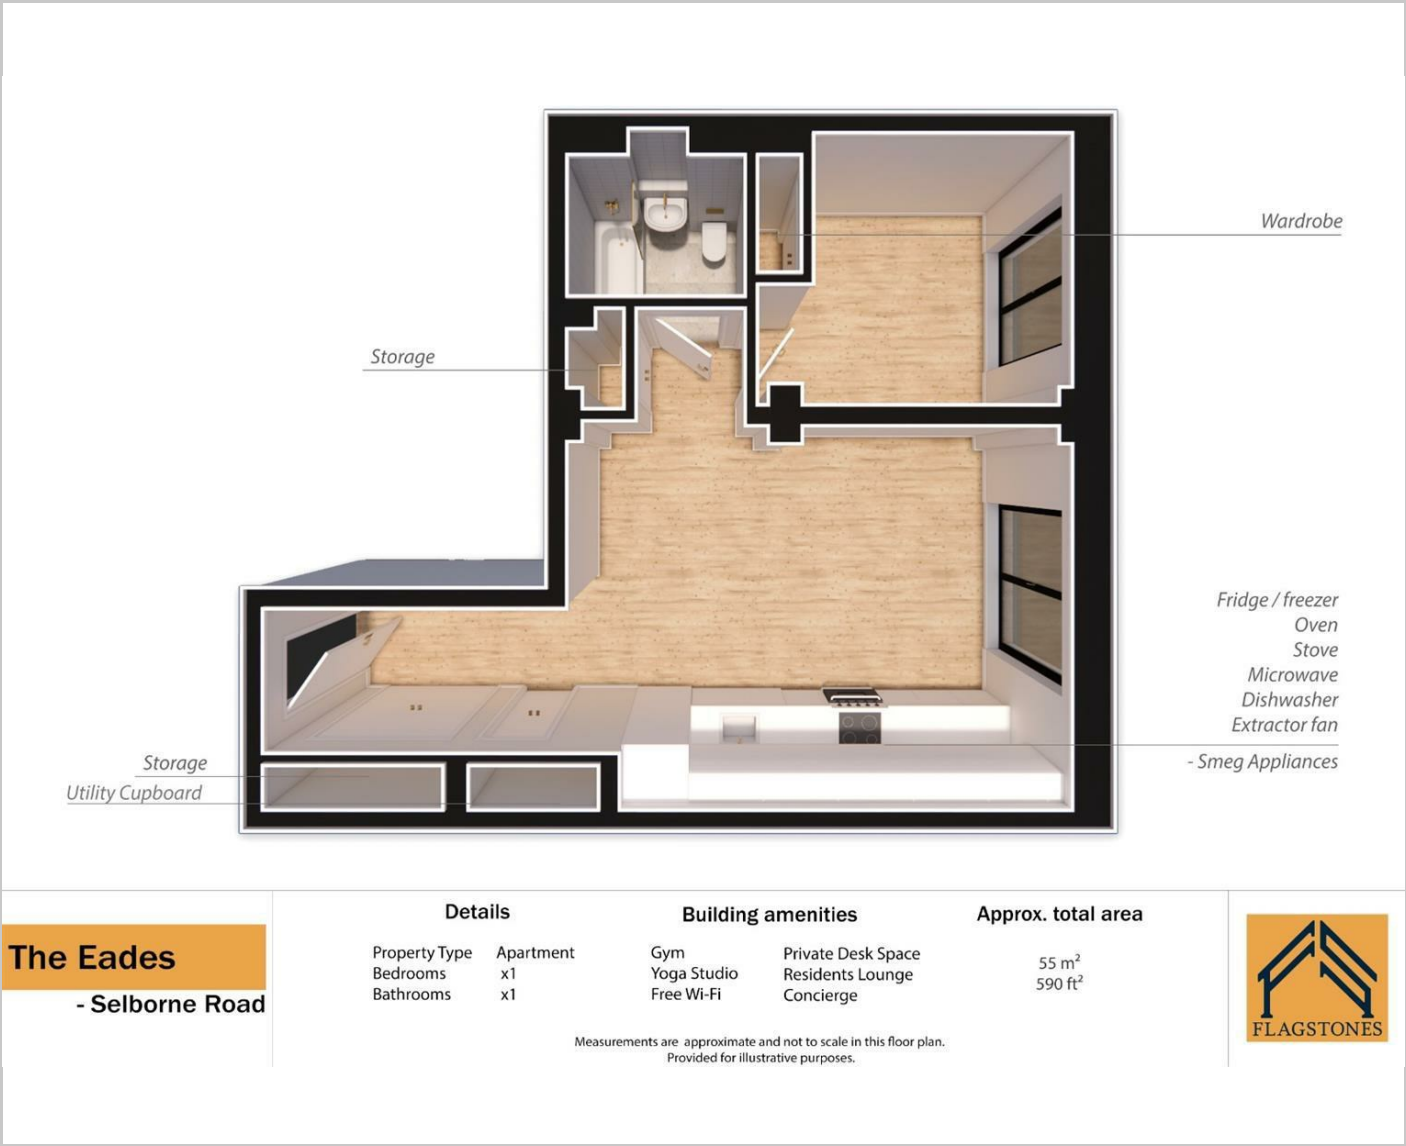 Wardrobe
Storage
Fridge / freezer
Oven
Stove
Microwave
Dishwasher
Extractor fan
- Smeg Appliances
Storage
Utility Cupboard
The Eades
- Selborne Road
Details
Property Type Apartment
Bedrooms x1
Bathrooms x1
Building amenities
Gym Private Desk Space
Yoga Studio Residents Lounge
Free Wi-Fi Concierge
Approx. total area
55 m²
590 ft²
Measurements are approximate and not to scale in this floor plan.
Provided for illustrative purposes.
FLAGSTONES